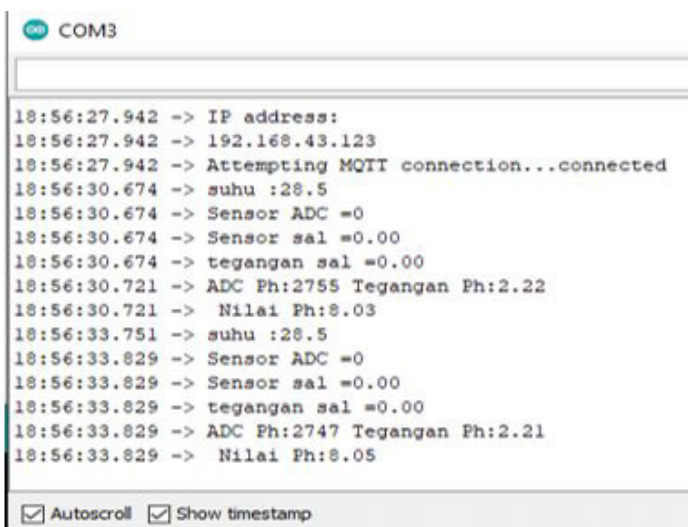 COM3
18:56:27.942 -> IP address:
18:56:27.942 -> 192.168.43.123
18:56:27.942 -> Attempting MQTT connection...connected
18:56:30.674 -> suhu :28.5
18:56:30.674 -> Sensor ADC =0
18:56:30.674 -> Sensor sal =0.00
18:56:30.674 -> tegangan sal =0.00
18:56:30.721 -> ADC Ph:2755 Tegangan Ph:2.22
18:56:30.721 ->  Nilai Ph:8.03
18:56:33.751 -> suhu :28.5
18:56:33.829 -> Sensor ADC =0
18:56:33.829 -> Sensor sal =0.00
18:56:33.829 -> tegangan sal =0.00
18:56:33.829 -> ADC Ph:2747 Tegangan Ph:2.21
18:56:33.829 ->  Nilai Ph:8.05
Autoscroll Show timestamp